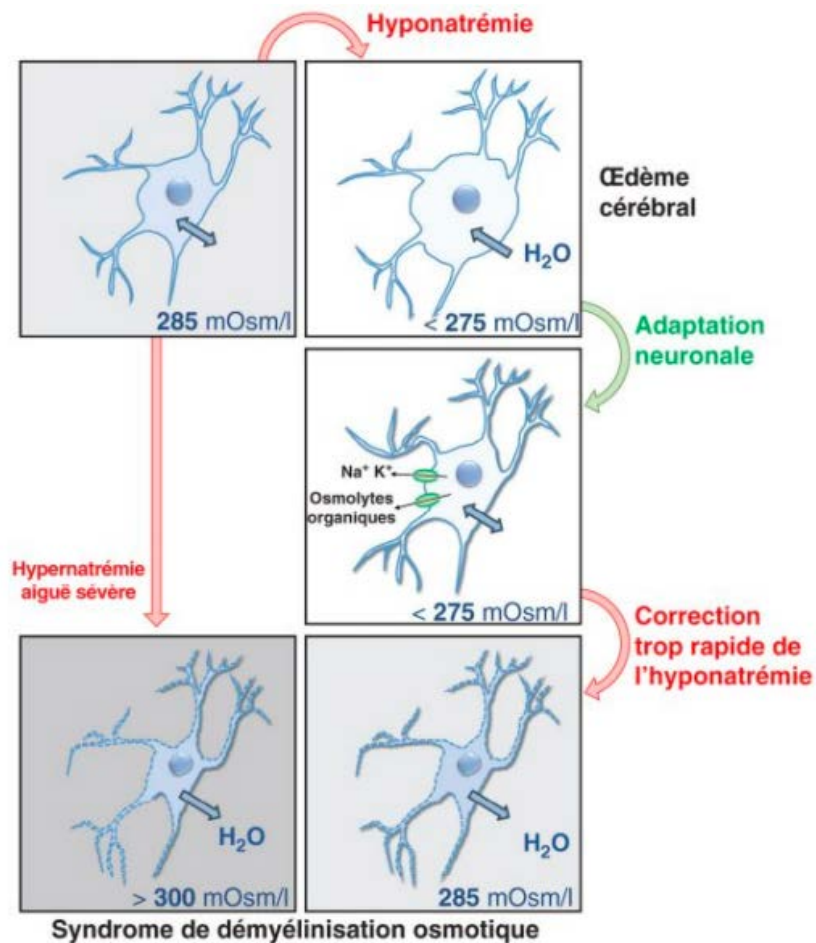 Hyponatrémie
285 mOsm/l
H₂O
< 275 mOsm/l
Œdème
cérébral
Adaptation
neuronale
Na⁺ K⁺
Osmolytes
organiques
< 275 mOsm/l
Hypernatrémie
aiguë sévère
Correction
trop rapide de
l’hyponatrémie
H₂O
> 300 mOsm/l
H₂O
285 mOsm/l
Syndrome de démyélinisation osmotique